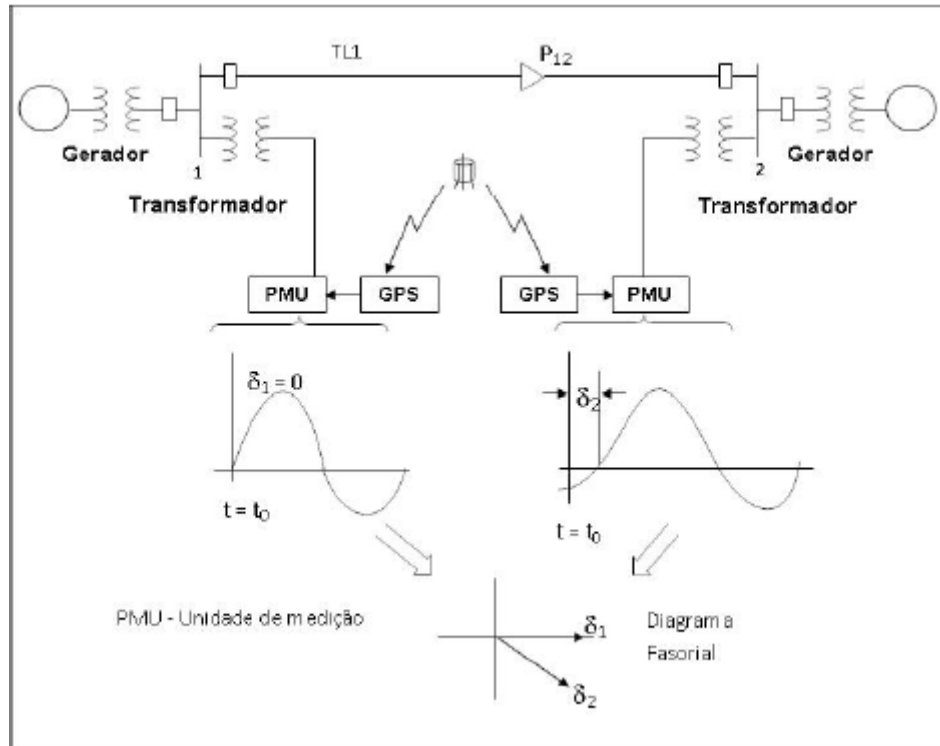 TL1
P12
Gerador
1
Transformador
2
Gerador
Transformador
PMU
GPS
GPS
PMU
δ1 = 0
δ2
t = t0
t = t0
PMU - Unidade de medição
δ1
δ2
Diagrama
Fasorial